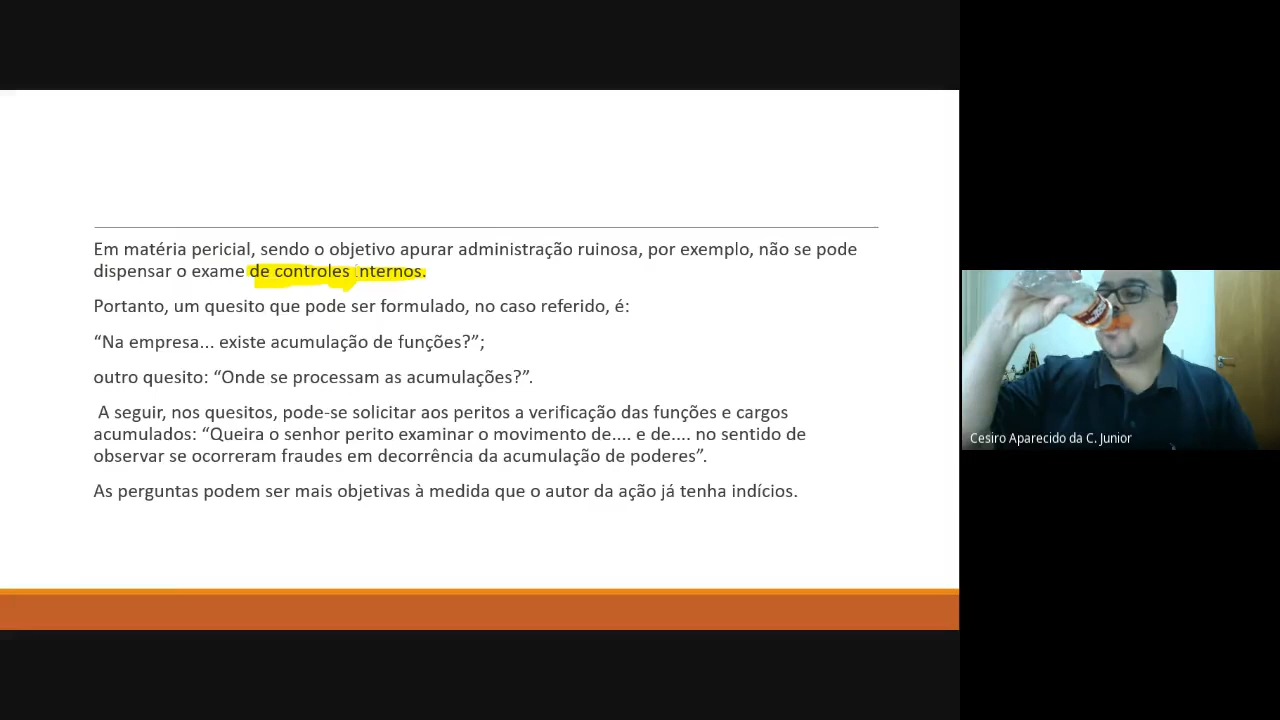 Em matéria pericial, sendo o objetivo apurar administração ruinosa, por exemplo, não se pode
dispensar o exame de controles internos.
Portanto, um quesito que pode ser formulado, no caso referido, é:
“Na empresa... existe acumulação de funções?”;
outro quesito: “Onde se processam as acumulações?”.
A seguir, nos quesitos, pode-se solicitar aos peritos a verificação das funções e cargos
acumulados: “Queira o senhor perito examinar o movimento de.... e de.... no sentido de
observar se ocorreram fraudes em decorrência da acumulação de poderes”.
As perguntas podem ser mais objetivas à medida que o autor da ação já tenha indícios.
Cesiro Aparecido da C. Junior